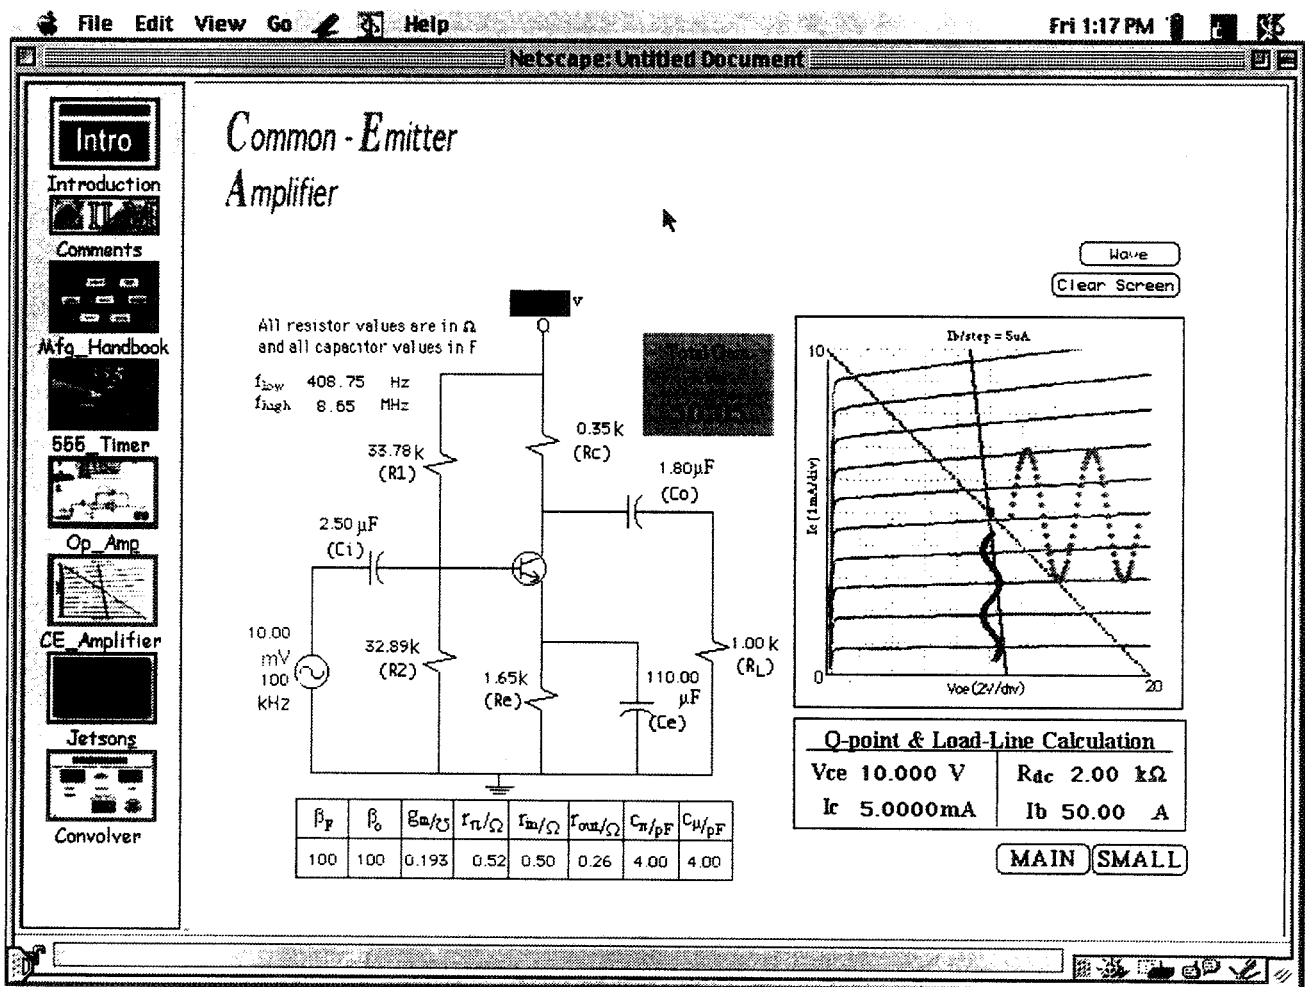 File Edit View Go Help
Fri 1:17 PM
Netscape: Untitled Document
Intro
Introduction
Comments
Mfg_Handbook
555_Timer
Op_Amp
CE_Amplifier
Jetsons
Convolver
Common - Emitter
Amplifier
Wave
Clear Screen
V
All resistor values are in Ω
and all capacitor values in F
f_low 408.75 Hz
f_high 8.65 MHz
33.78k
(R1)
0.35k
(Rc)
1.80µF
(Co)
2.50 µF
(Ci)
10.00
mV
100
kHz
32.89k
(R2)
1.65k
(Re)
110.00
µF
(Ce)
1.00 k
(RL)
Ib/step = 5uA
10
Ic (1mA/div)
0
Vce (2V/div)
20
Q-point & Load-Line Calculation
Vce 10.000 V Rdc 2.00 kΩ
Ic 5.0000mA Ib 50.00 A
MAIN SMALL
βF βo gm/℧ rπ/Ω rin/Ω rout/Ω cπ/pF cµ/pF
100 100 0.193 0.52 0.50 0.26 4.00 4.00